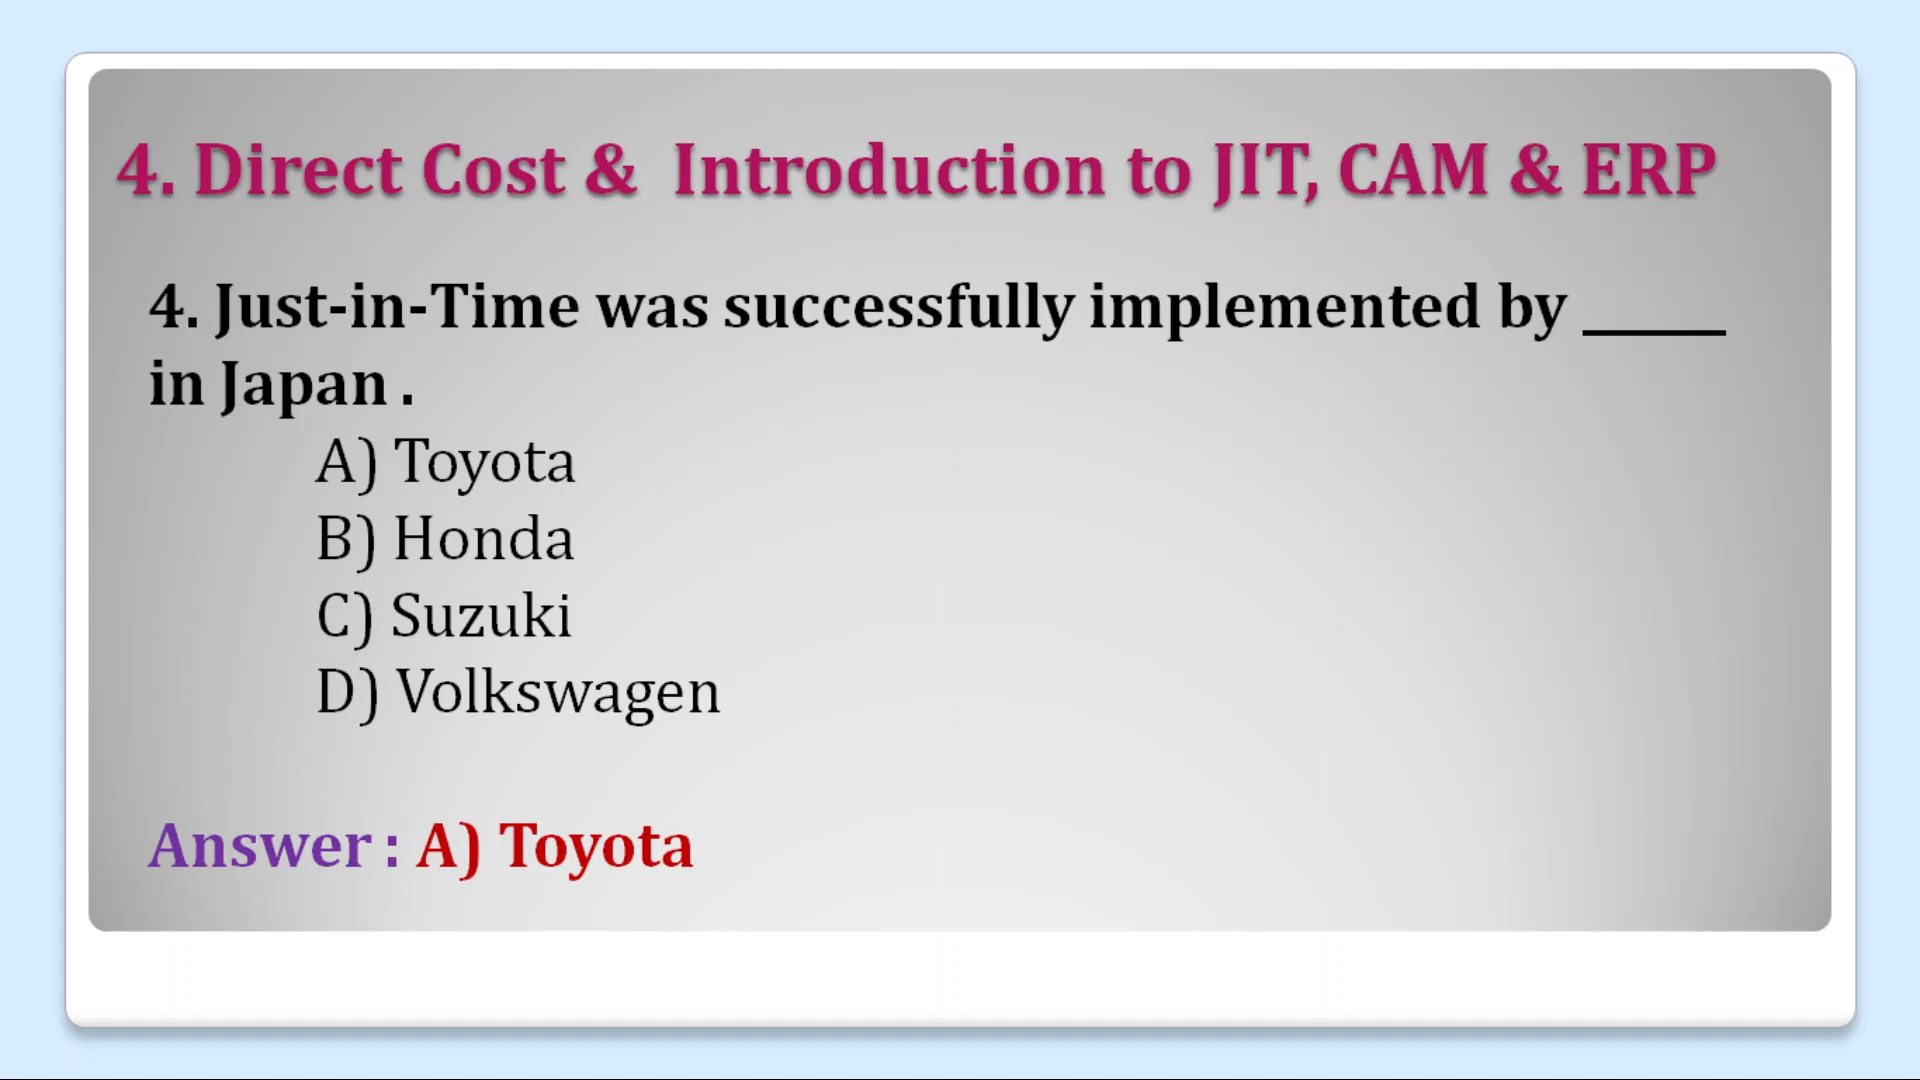 4. Direct Cost &  Introduction to JIT, CAM & ERP
4. Just-in-Time was successfully implemented by ______
in Japan .
A) Toyota
B) Honda
C) Suzuki
D) Volkswagen
Answer : A) Toyota